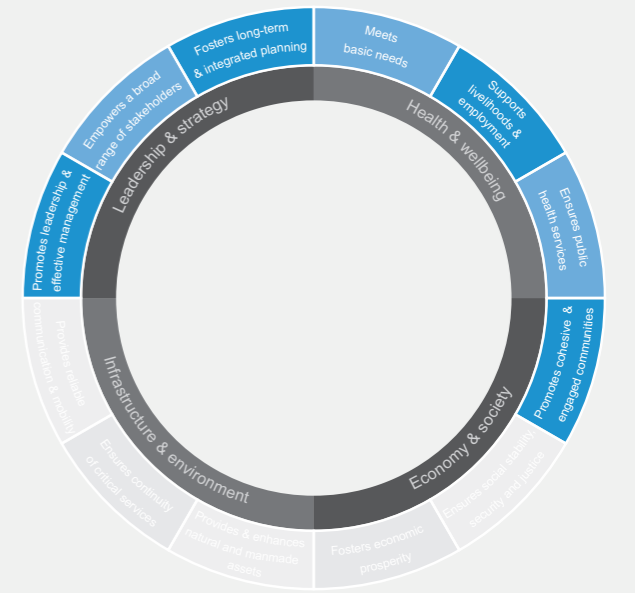 Meets
basic needs
Supports
livelihoods &
employment
Ensures public
health services
Promotes cohesive &
engaged communities
Ensures social stability
security and justice
Fosters economic
prosperity
Provides & enhances
natural and manmade
assets
Ensures continuity
of critical services
Provides reliable
communication & mobility
Promotes leadership &
effective management
Empowers a broad
range of stakeholders
Fosters long-term
& integrated planning
Health & wellbeing
Economy & society
Infrastructure & environment
Leadership & strategy